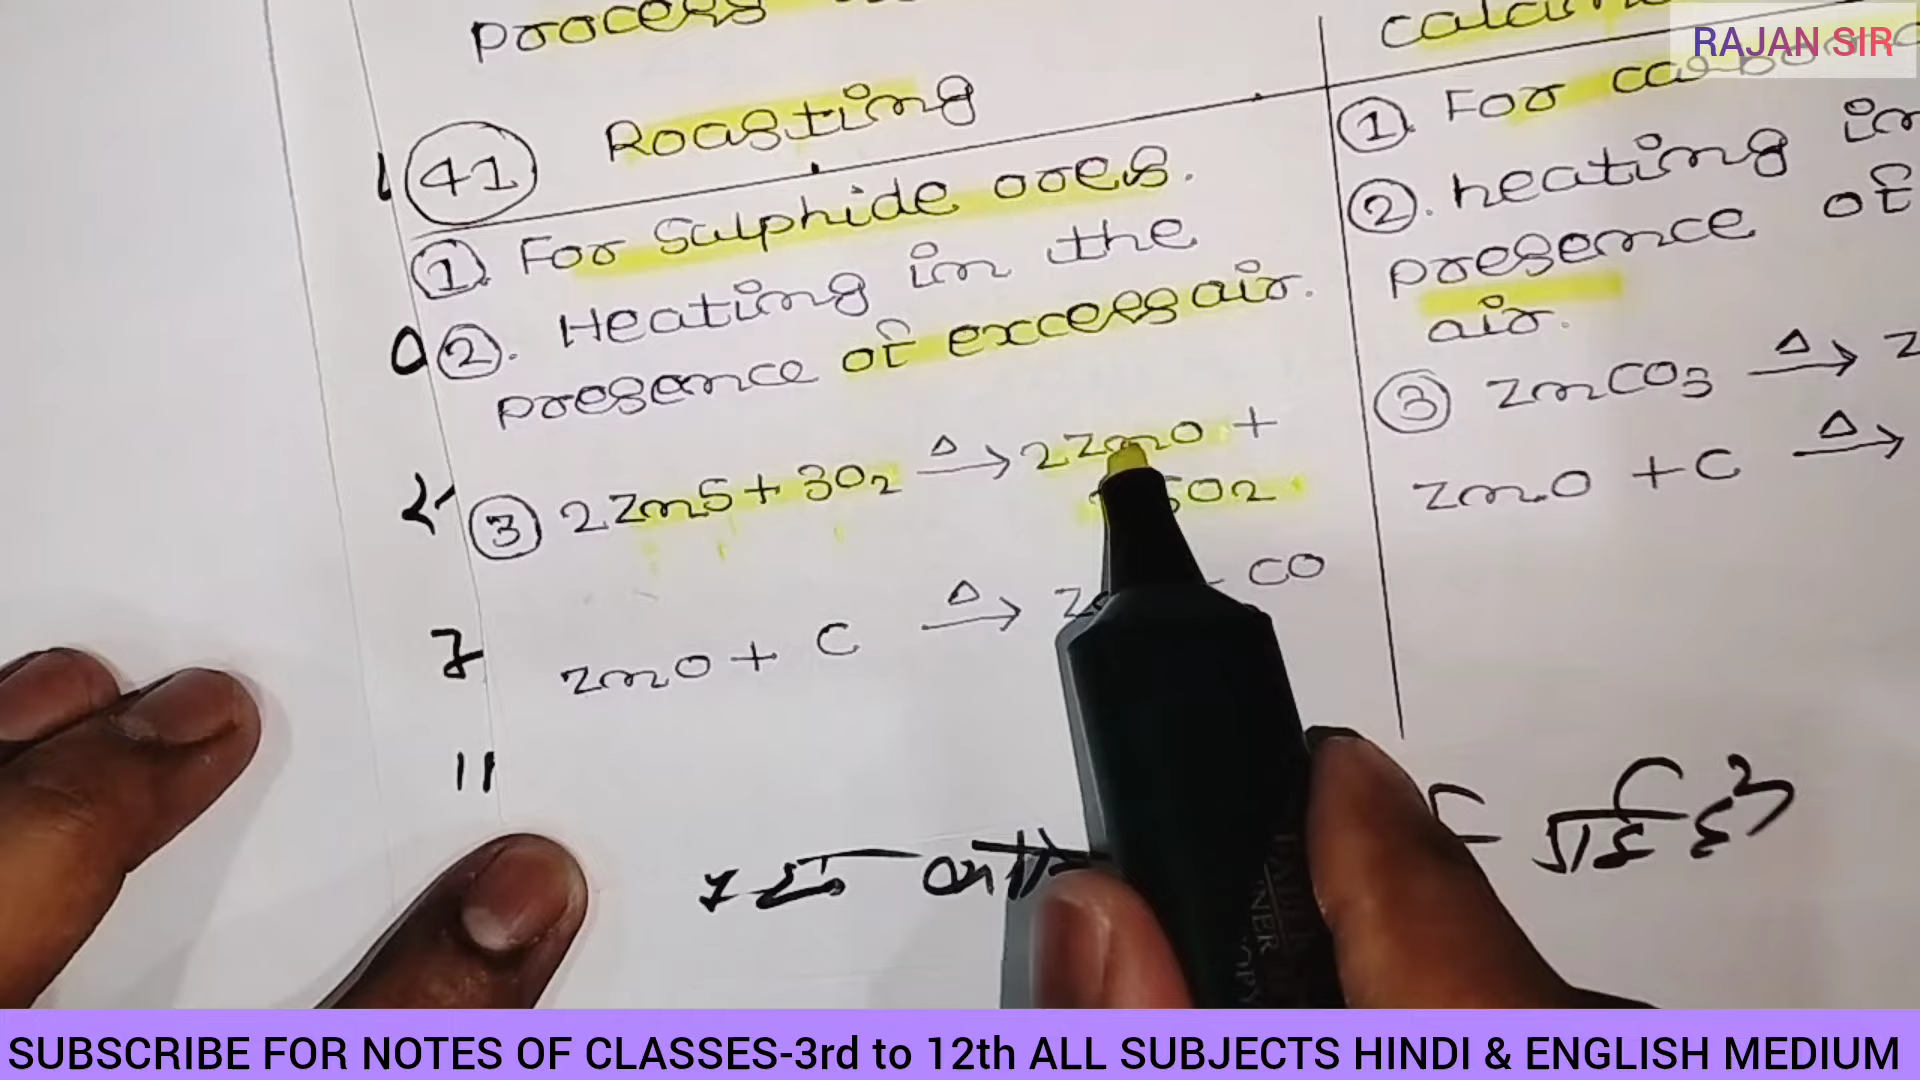 process
RAJAN SIR
41 Roasting
1. For Sulphide ores.
2. Heating in the
presence of excess air.
3 2ZnS + 3O2 Δ→ 2ZnO +
SO2
ZnO + C Δ→ CO
1. For
2. heating in
presence of
air.
3 ZnCO3 Δ→ Z
ZnO + C Δ→
11
SUBSCRIBE FOR NOTES OF CLASSES-3rd to 12th ALL SUBJECTS HINDI & ENGLISH MEDIUM